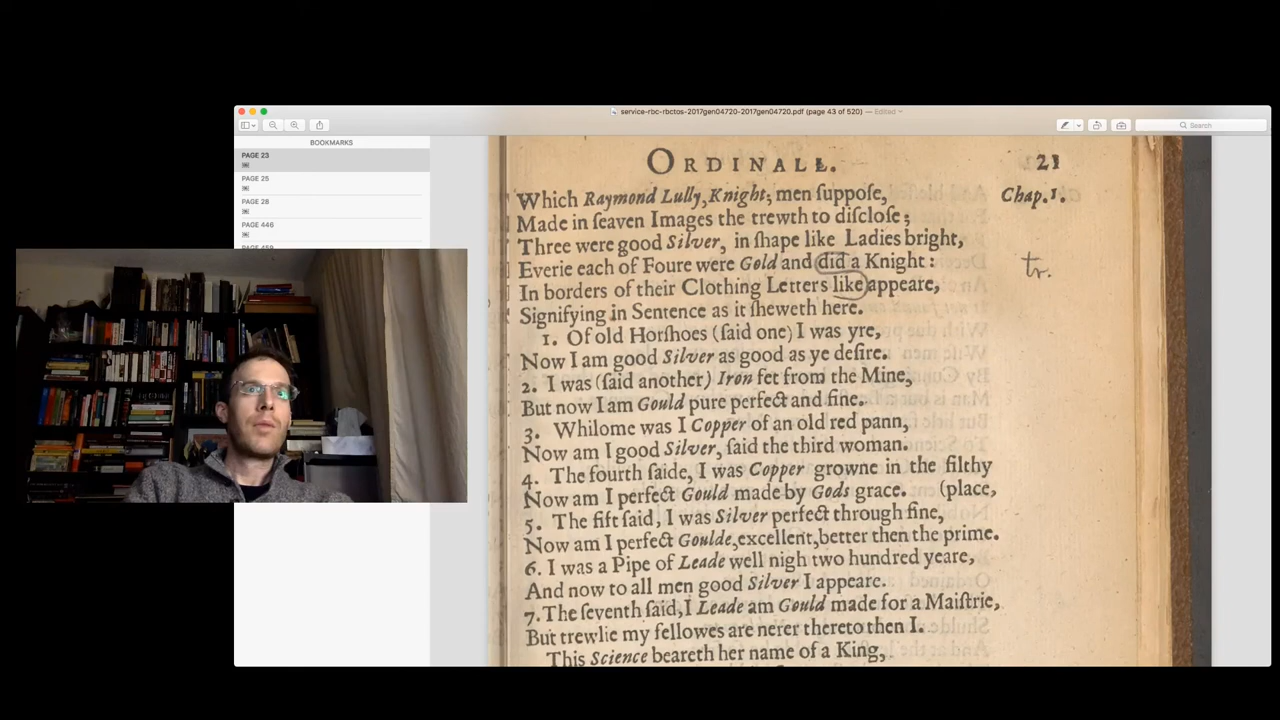 service-rbc-rbctos-2017gen04720-2017gen04720.pdf (page 43 of 520) — Edited
Search
BOOKMARKS
PAGE 23
PAGE 25
PAGE 28
PAGE 446
ORDINALL. 21
Which Raymond Lully, Knight; men ſuppoſe, Chap. 1.
Made in ſeaven Images the trewth to diſcloſe;
Three were good Silver, in ſhape like Ladies bright,
Everie each of Foure were Gold and did a Knight: tr.
In borders of their Clothing Letters like appeare,
Signifying in Sentence as it ſheweth here.
1. Of old Horſhoes (ſaid one) I was yre,
Now I am good Silver as good as ye deſire.
2. I was (ſaid another) Iron fet from the Mine,
But now I am Gould pure perfect and fine.
3. Whilome was I Copper of an old red pann,
Now am I good Silver, ſaid the third woman.
4. The fourth ſaide, I was Copper growne in the filthy
Now am I perfect Gould made by Gods grace. (place,
5. The fift ſaid, I was Silver perfect through fine,
Now am I perfect Goulde, excellent, better then the prime.
6. I was a Pipe of Leade well nigh two hundred yeare,
And now to all men good Silver I appeare.
7. The ſeventh ſaid, I Leade am Gould made for a Maiſtrie,
But trewlie my fellowes are nerer thereto then I.
This Science beareth her name of a King,